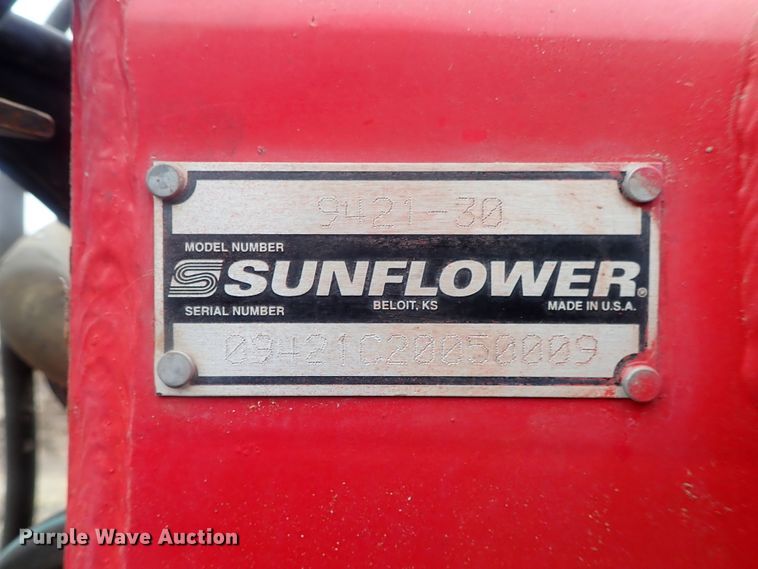 9421-30
MODEL NUMBER
SUNFLOWER®
SERIAL NUMBER BELOIT, KS MADE IN U.S.A.
09421C20050009
Purple Wave Auction